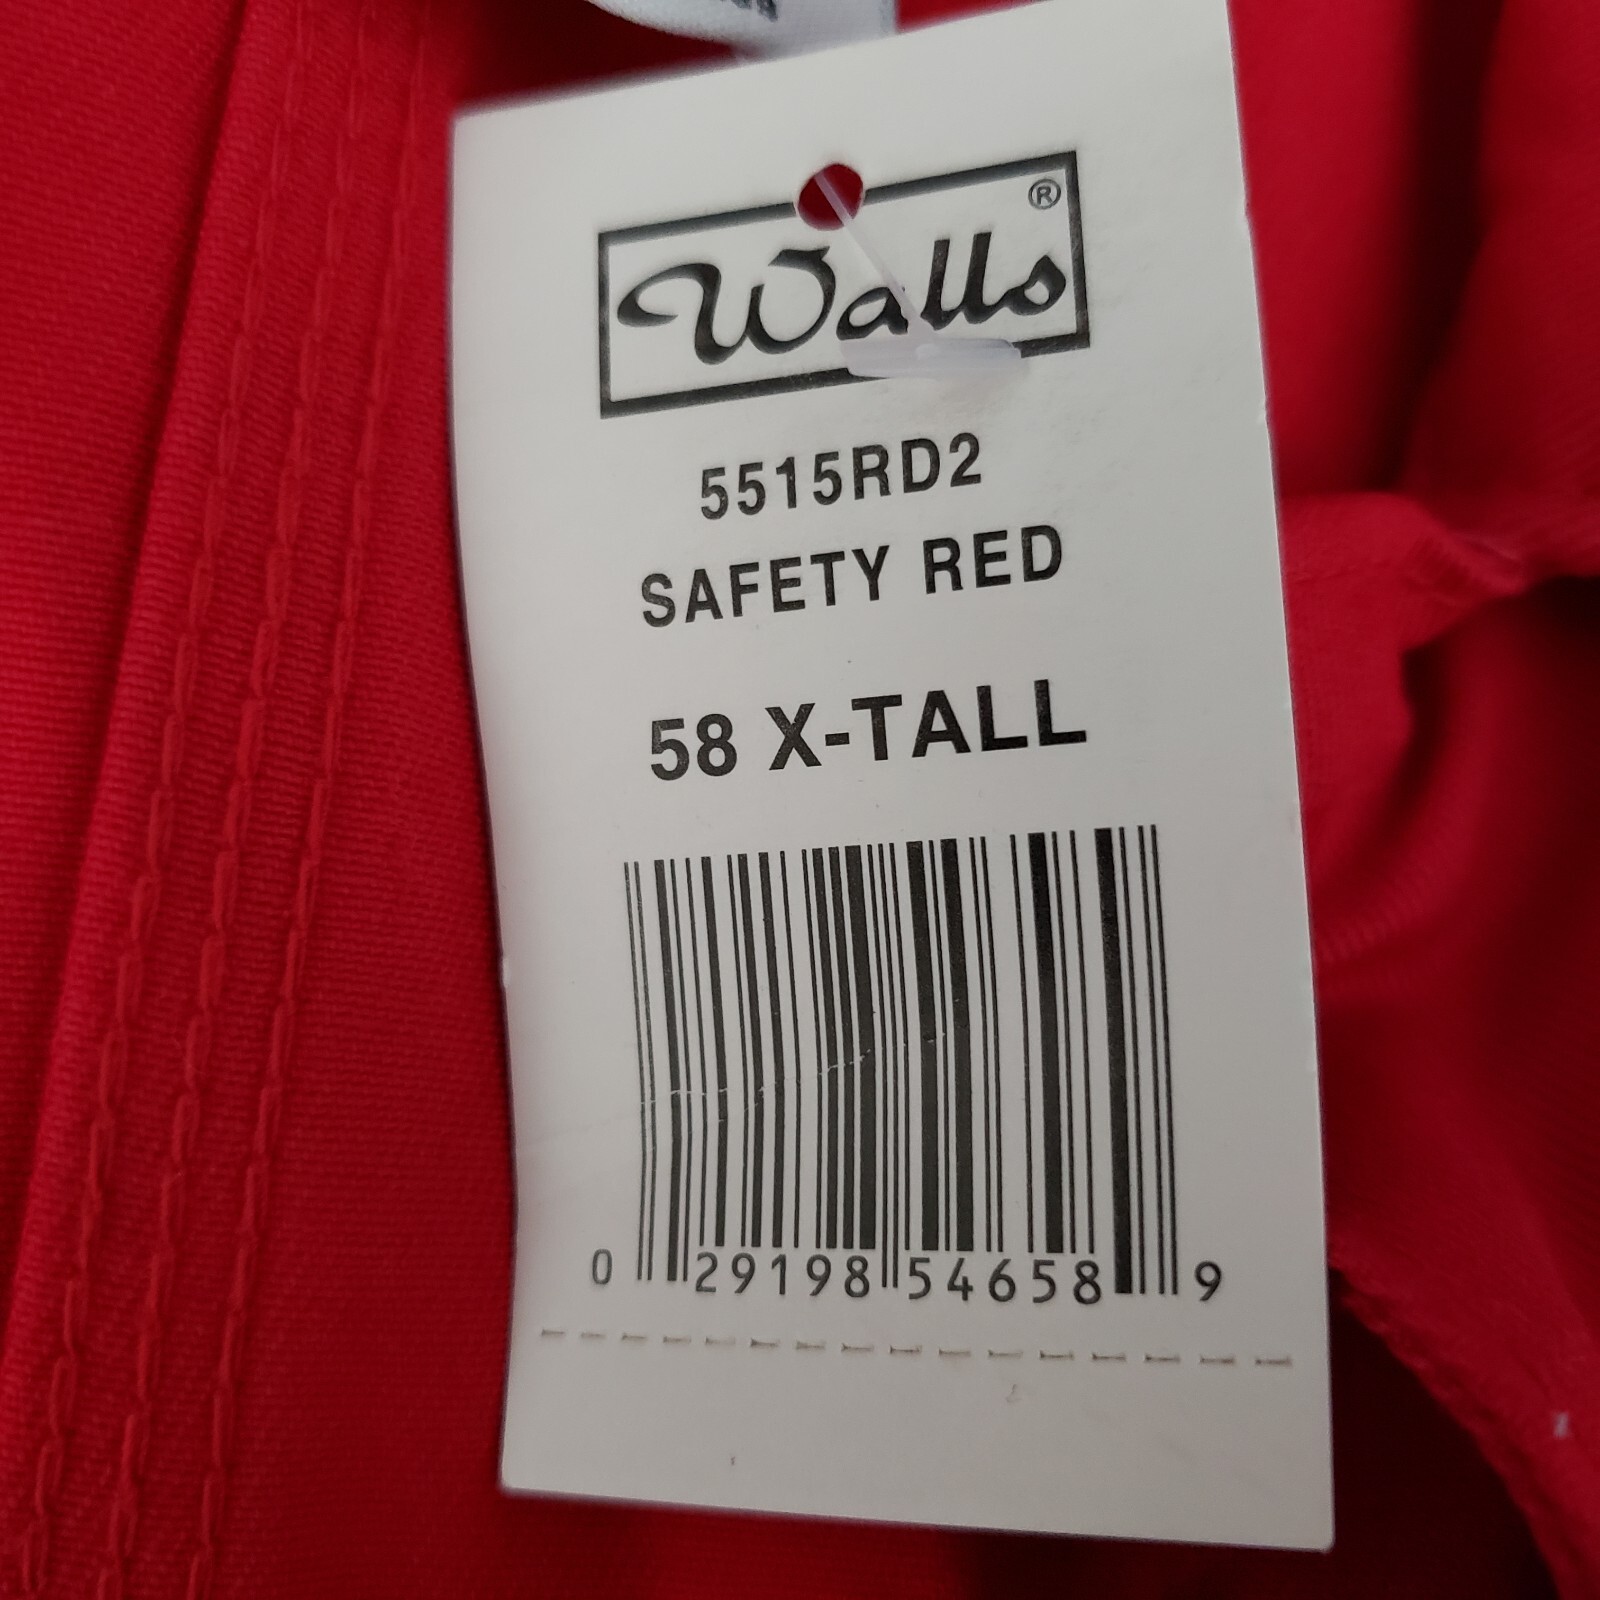 Walls®
5515RD2
SAFETY RED
58 X-TALL
0 29198 54658 9